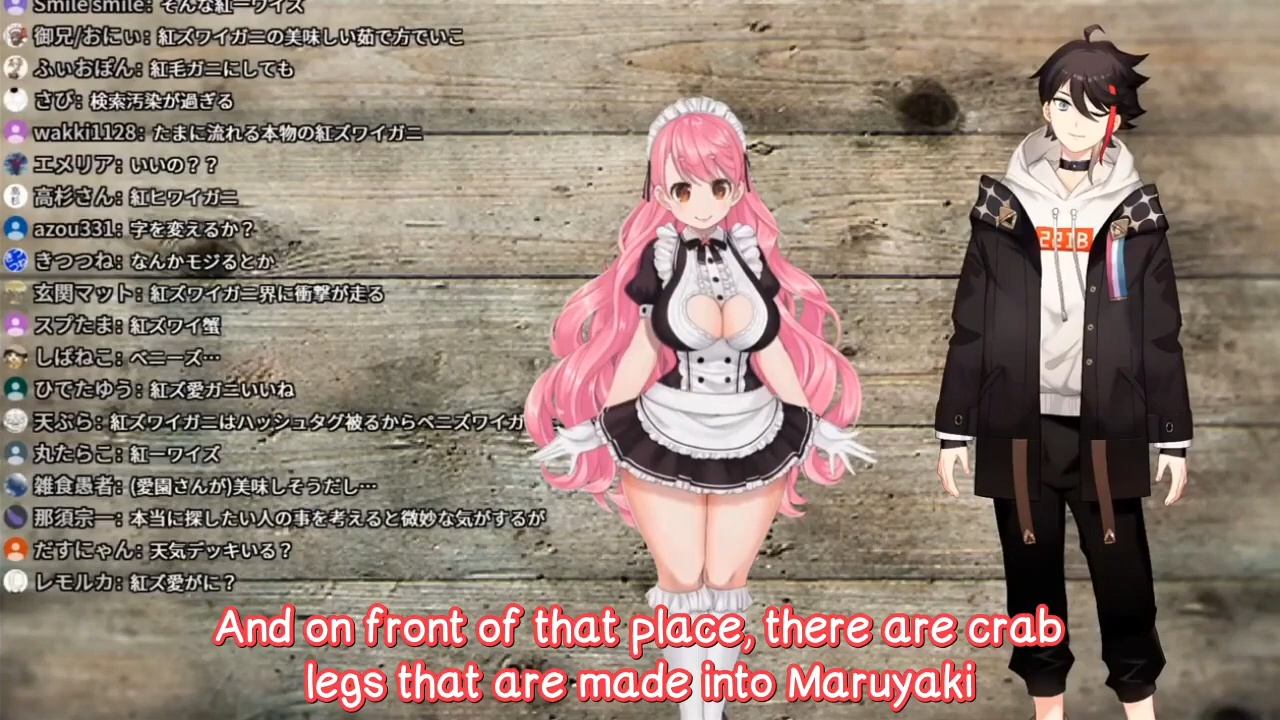 Smile smile: そんな紅一ワイズ
御兄/おにぃ: 紅ズワイガニの美味しい茹で方でいこ
ふぃおぽん: 紅毛ガニにしても
さび: 検索汚染が過ぎる
wakki1128: たまに流れる本物の紅ズワイガニ
エメリア: いいの？？
高杉さん: 紅ヒワイガニ
azou331: 字を変えるか？
きつつね: なんかモジるとか
玄関マット: 紅ズワイガニ界に衝撃が走る
スプたま: 紅ズワイ蟹
しばねこ: ベニーズ…
ひでたゆう: 紅ズ愛ガニいいね
天ぷら: 紅ズワイガニはハッシュタグ被るからベニズワイガ
丸たらこ: 紅一ワイズ
雑食愚者: (愛園さんが)美味しそうだし…
那須宗一: 本当に探したい人の事を考えると微妙な気がするが
だすにゃん: 天気デッキいる？
レモルカ: 紅ズ愛がに？
221B
And on front of that place, there are crab
legs that are made into Maruyaki